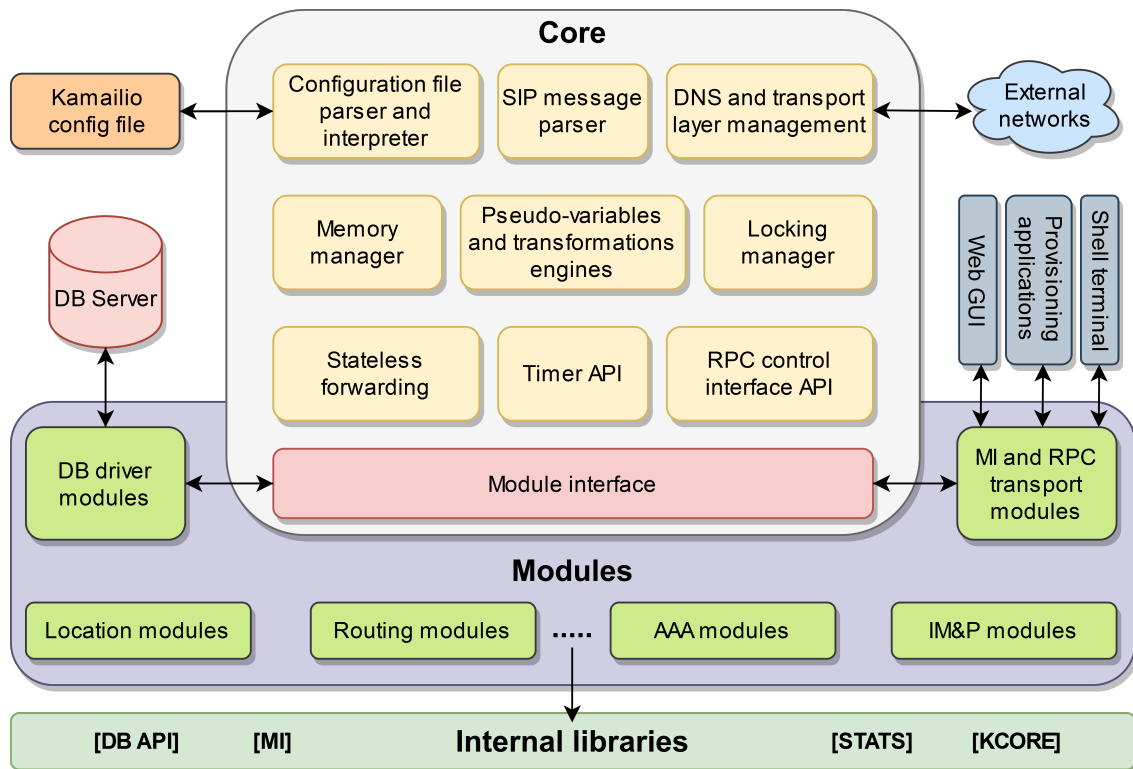 Core
Kamailio
config file
Configuration file
parser and
interpreter
SIP message
parser
DNS and transport
layer management
External
networks
Memory
manager
Pseudo-variables
and transformations
engines
Locking
manager
DB Server
Web GUI
Provisioning
applications
Shell terminal
Stateless
forwarding
Timer API
RPC control
interface API
DB driver
modules
Module interface
MI and RPC
transport
modules
Modules
Location modules
Routing modules
.....
AAA modules
IM&P modules
[DB API]
[MI]
Internal libraries
[STATS]
[KCORE]